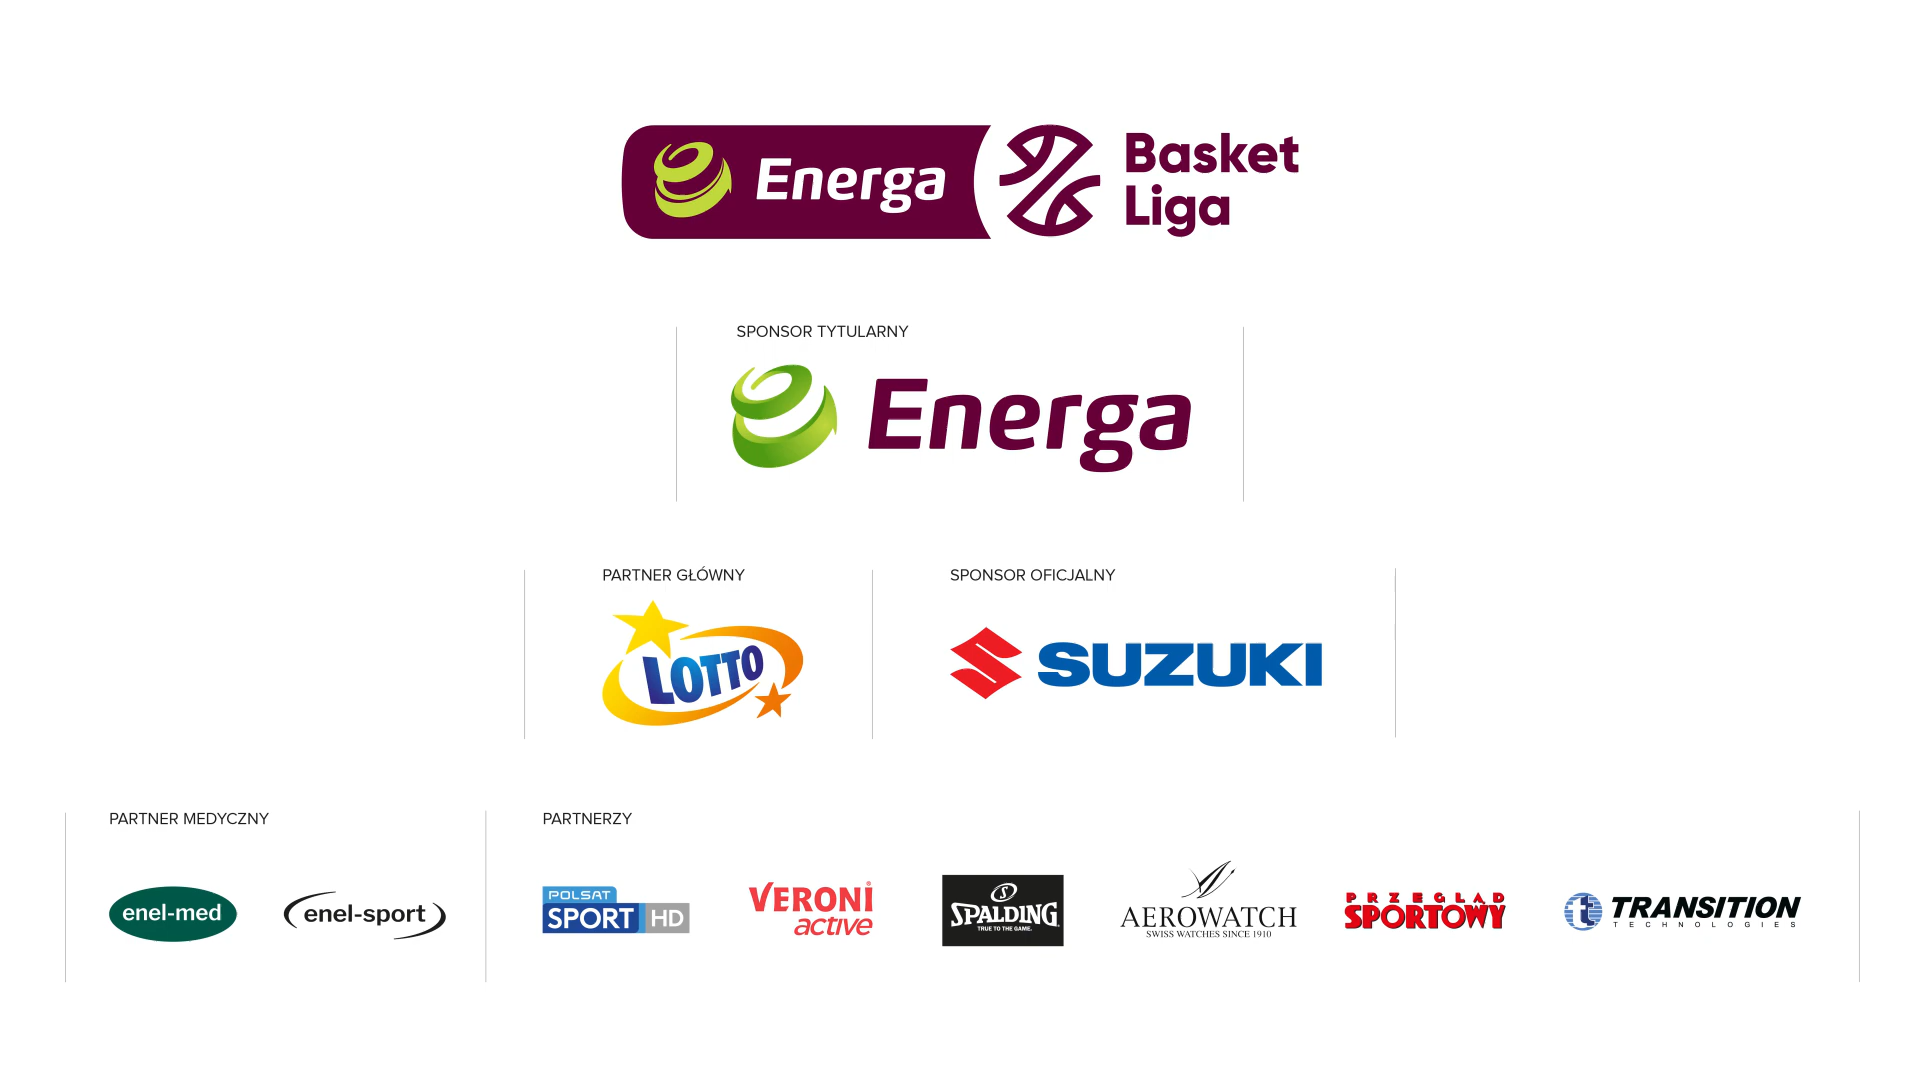 Energa
Basket
Liga
SPONSOR TYTULARNY
Energa
PARTNER GŁÓWNY
LOTTO
SPONSOR OFICJALNY
SUZUKI
PARTNER MEDYCZNY
enel-med
enel-sport
PARTNERZY
POLSAT
SPORT HD
VERONI®
active
SPALDING
TRUE TO THE GAME.
AEROWATCH
SWISS WATCHES SINCE 1910
PRZEGLĄD
SPORTOWY
TRANSITION
TECHNOLOGIES